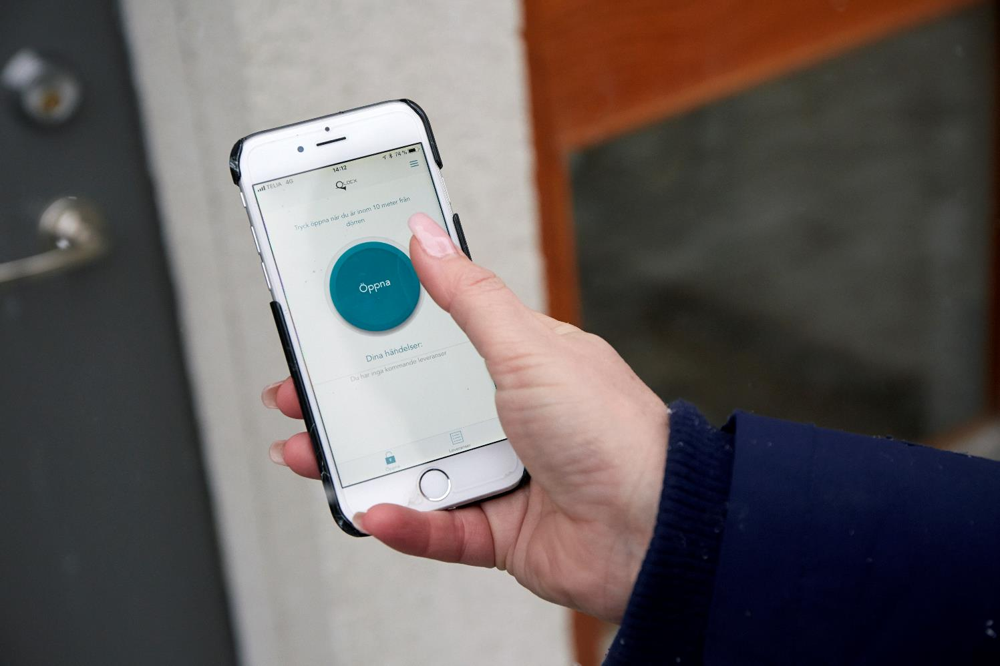 TELIA 4G 14:12 74 %
QLOCX
Tryck öppna när du är inom 10 meter från
dörren
Öppna
Dina händelser:
Du har inga kommande leveranser
Öppna Leveranser